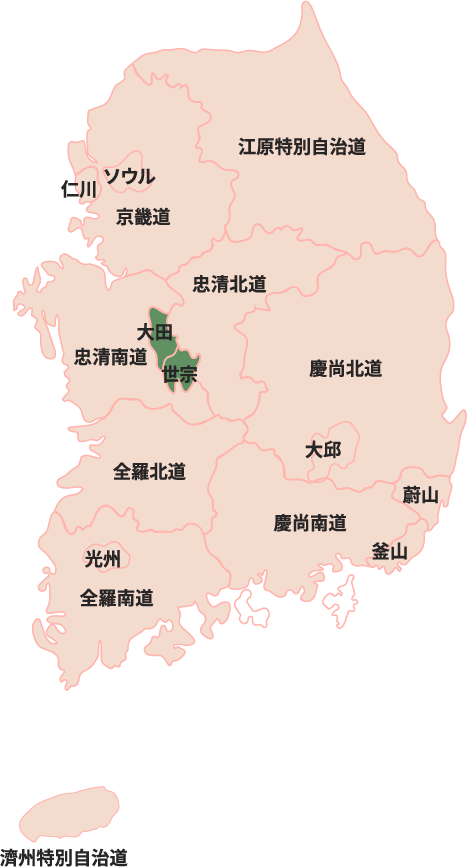 江原特別自治道
ソウル
仁川
京畿道
忠清北道
大田
忠清南道
世宗
慶尚北道
大邱
全羅北道
蔚山
慶尚南道
釜山
光州
全羅南道
済州特別自治道